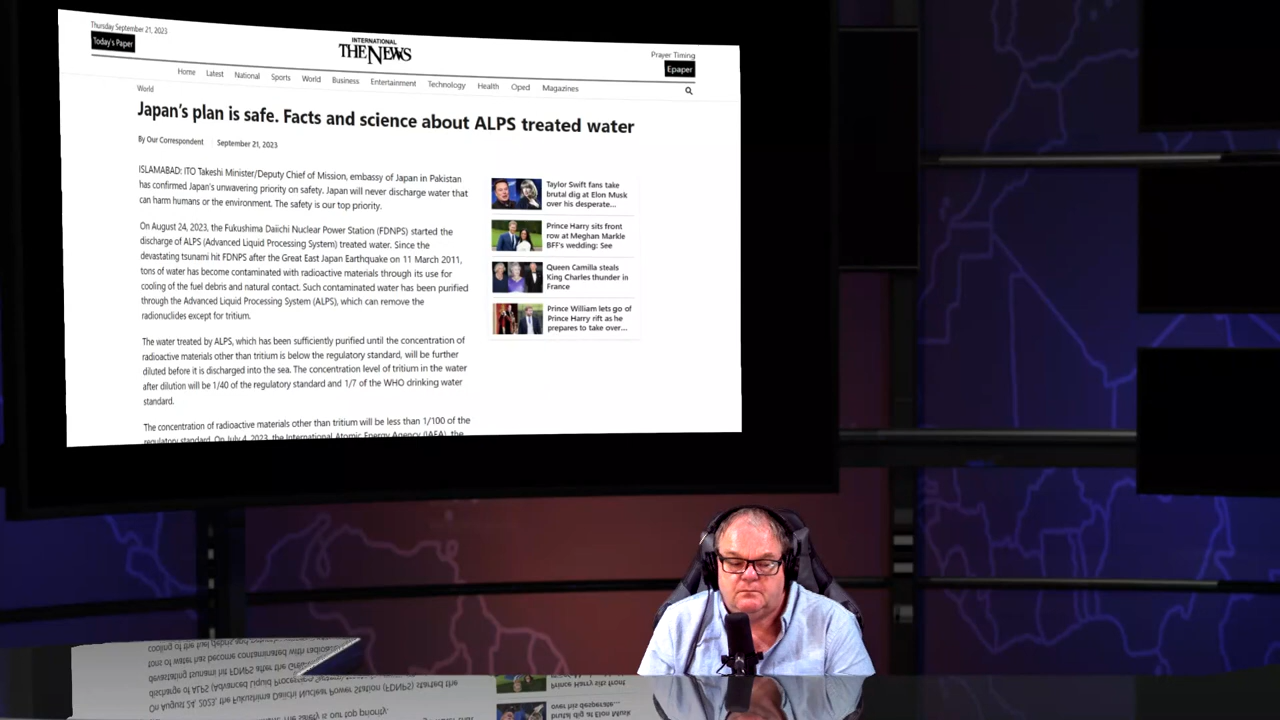 Thursday September 21, 2023
Today's Paper
INTERNATIONAL
THE NEWS
Prayer Timing
Epaper
Home Latest National Sports World Business Entertainment Technology Health Oped Magazines
World
Japan's plan is safe. Facts and science about ALPS treated water
By Our Correspondent September 21, 2023
ISLAMABAD: ITO Takeshi Minister/Deputy Chief of Mission, embassy of Japan in Pakistan
has confirmed Japan's unwavering priority on safety. Japan will never discharge water that
can harm humans or the environment. The safety is our top priority.
On August 24, 2023, the Fukushima Daiichi Nuclear Power Station (FDNPS) started the
discharge of ALPS (Advanced Liquid Processing System) treated water. Since the
devastating tsunami hit FDNPS after the Great East Japan Earthquake on 11 March 2011,
tons of water has become contaminated with radioactive materials through its use for
cooling of the fuel debris and natural contact. Such contaminated water has been purified
through the Advanced Liquid Processing System (ALPS), which can remove the
radionuclides except for tritium.
The water treated by ALPS, which has been sufficiently purified until the concentration of
radioactive materials other than tritium is below the regulatory standard, will be further
diluted before it is discharged into the sea. The concentration level of tritium in the water
after dilution will be 1/40 of the regulatory standard and 1/7 of the WHO drinking water
standard.
The concentration of radioactive materials other than tritium will be less than 1/100 of the
regulatory standard. On July 4, 2023, the International Atomic Energy Agency (IAEA), the
Taylor Swift fans take
brutal dig at Elon Musk
over his desperate...
Prince Harry sits front
row at Meghan Markle
BFF's wedding: See
Queen Camilla steals
King Charles thunder in
France
Prince William lets go of
Prince Harry rift as he
prepares to take over...